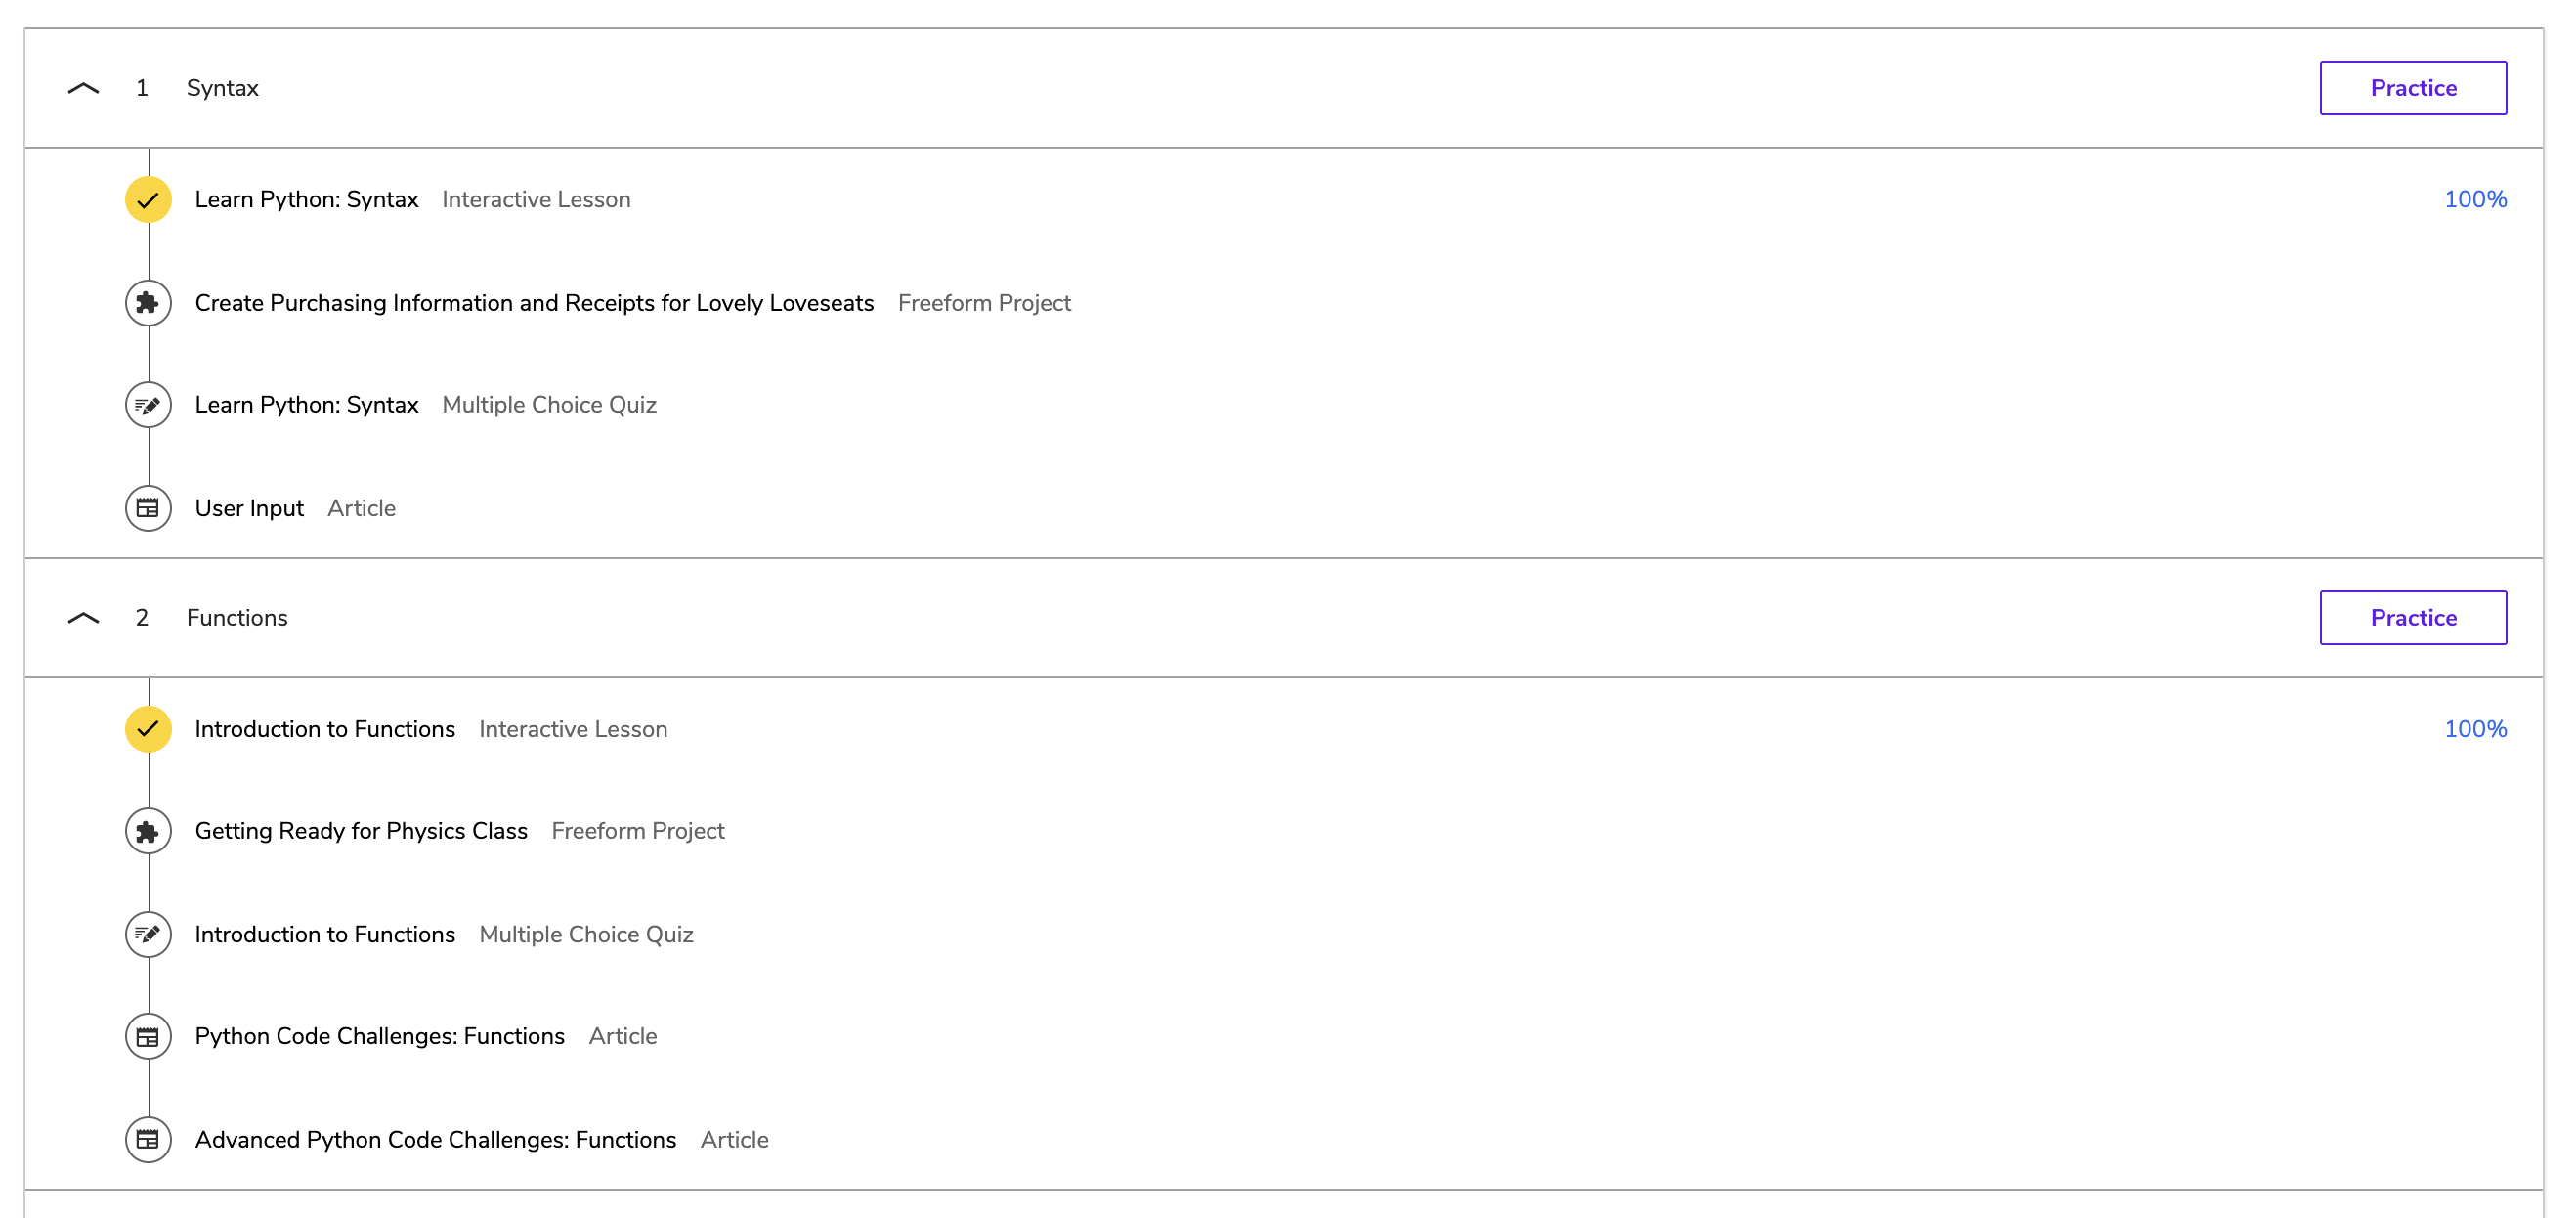 1 Syntax Practice
Learn Python: Syntax Interactive Lesson 100%
Create Purchasing Information and Receipts for Lovely Loveseats Freeform Project
Learn Python: Syntax Multiple Choice Quiz
User Input Article
2 Functions Practice
Introduction to Functions Interactive Lesson 100%
Getting Ready for Physics Class Freeform Project
Introduction to Functions Multiple Choice Quiz
Python Code Challenges: Functions Article
Advanced Python Code Challenges: Functions Article